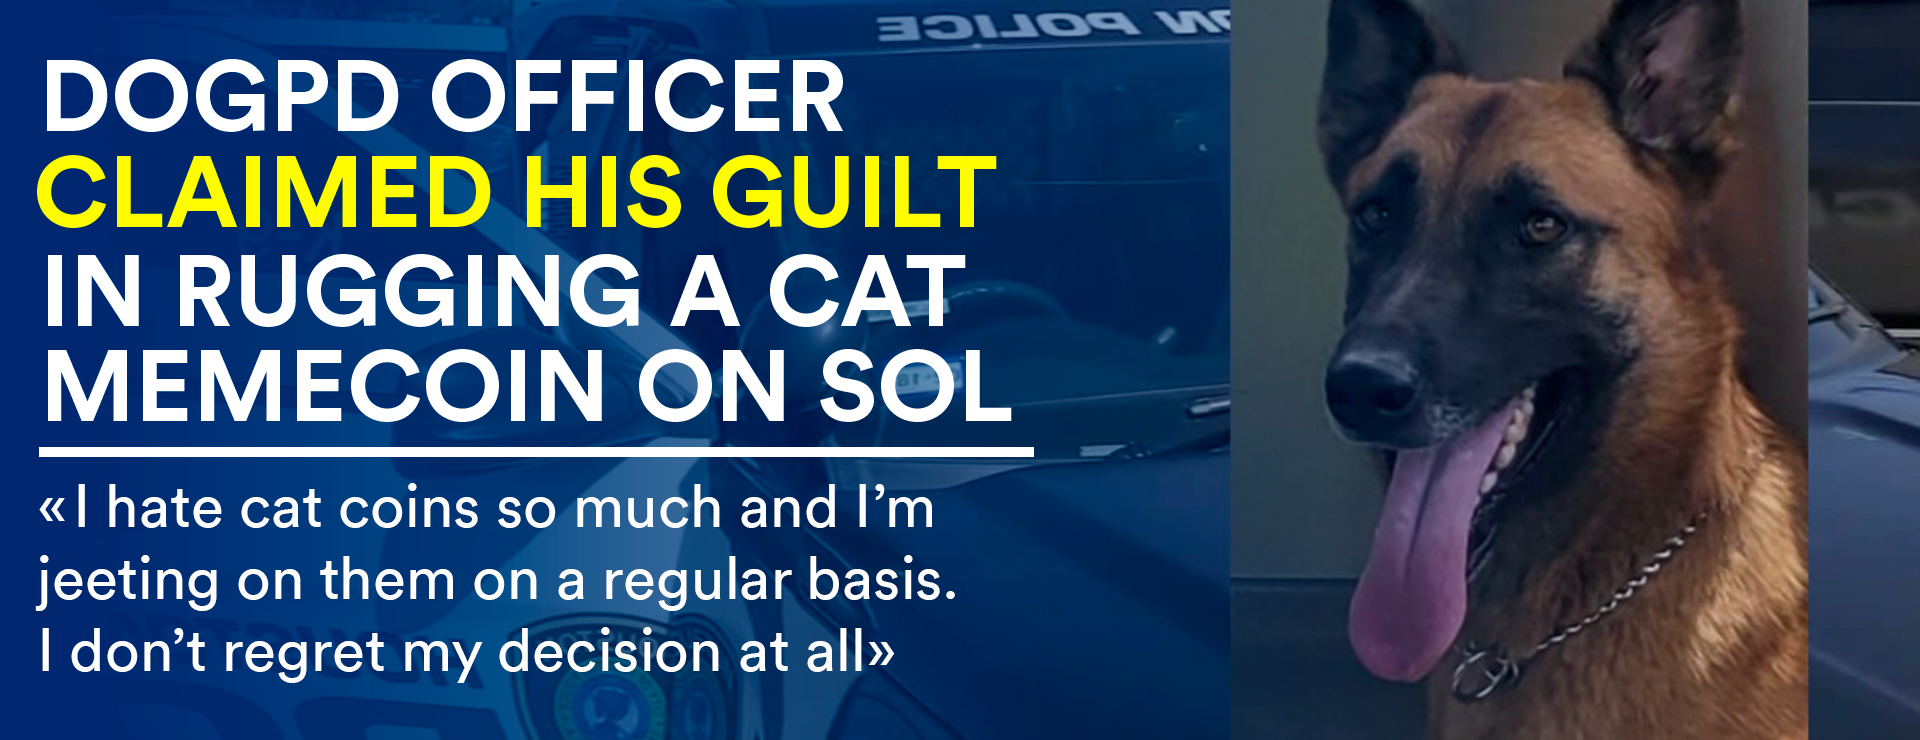 DOGPD OFFICER
CLAIMED HIS GUILT
IN RUGGING A CAT
MEMECOIN ON SOL
«I hate cat coins so much and I’m
jeeting on them on a regular basis.
I don’t regret my decision at all»
POLICE